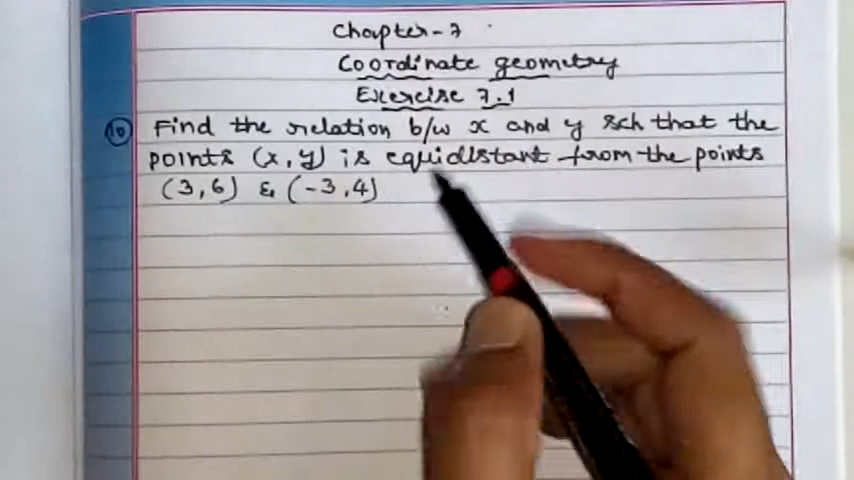 Chapter-7
Coordinate geometry
Exercise 7.1
10 Find the relation b/w x and y sch that the
points (x,y) is equidistant from the points
(3,6) & (-3,4)